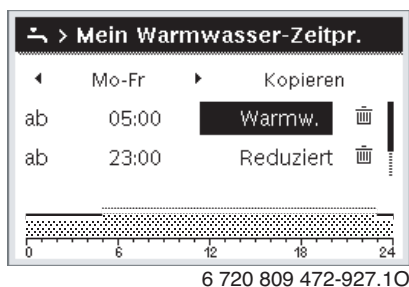 > Mein Warmwasser-Zeitpr.
Mo-Fr Kopieren
ab 05:00 Warmw.
ab 23:00 Reduziert
0 6 12 18 24
6 720 809 472-927.1O